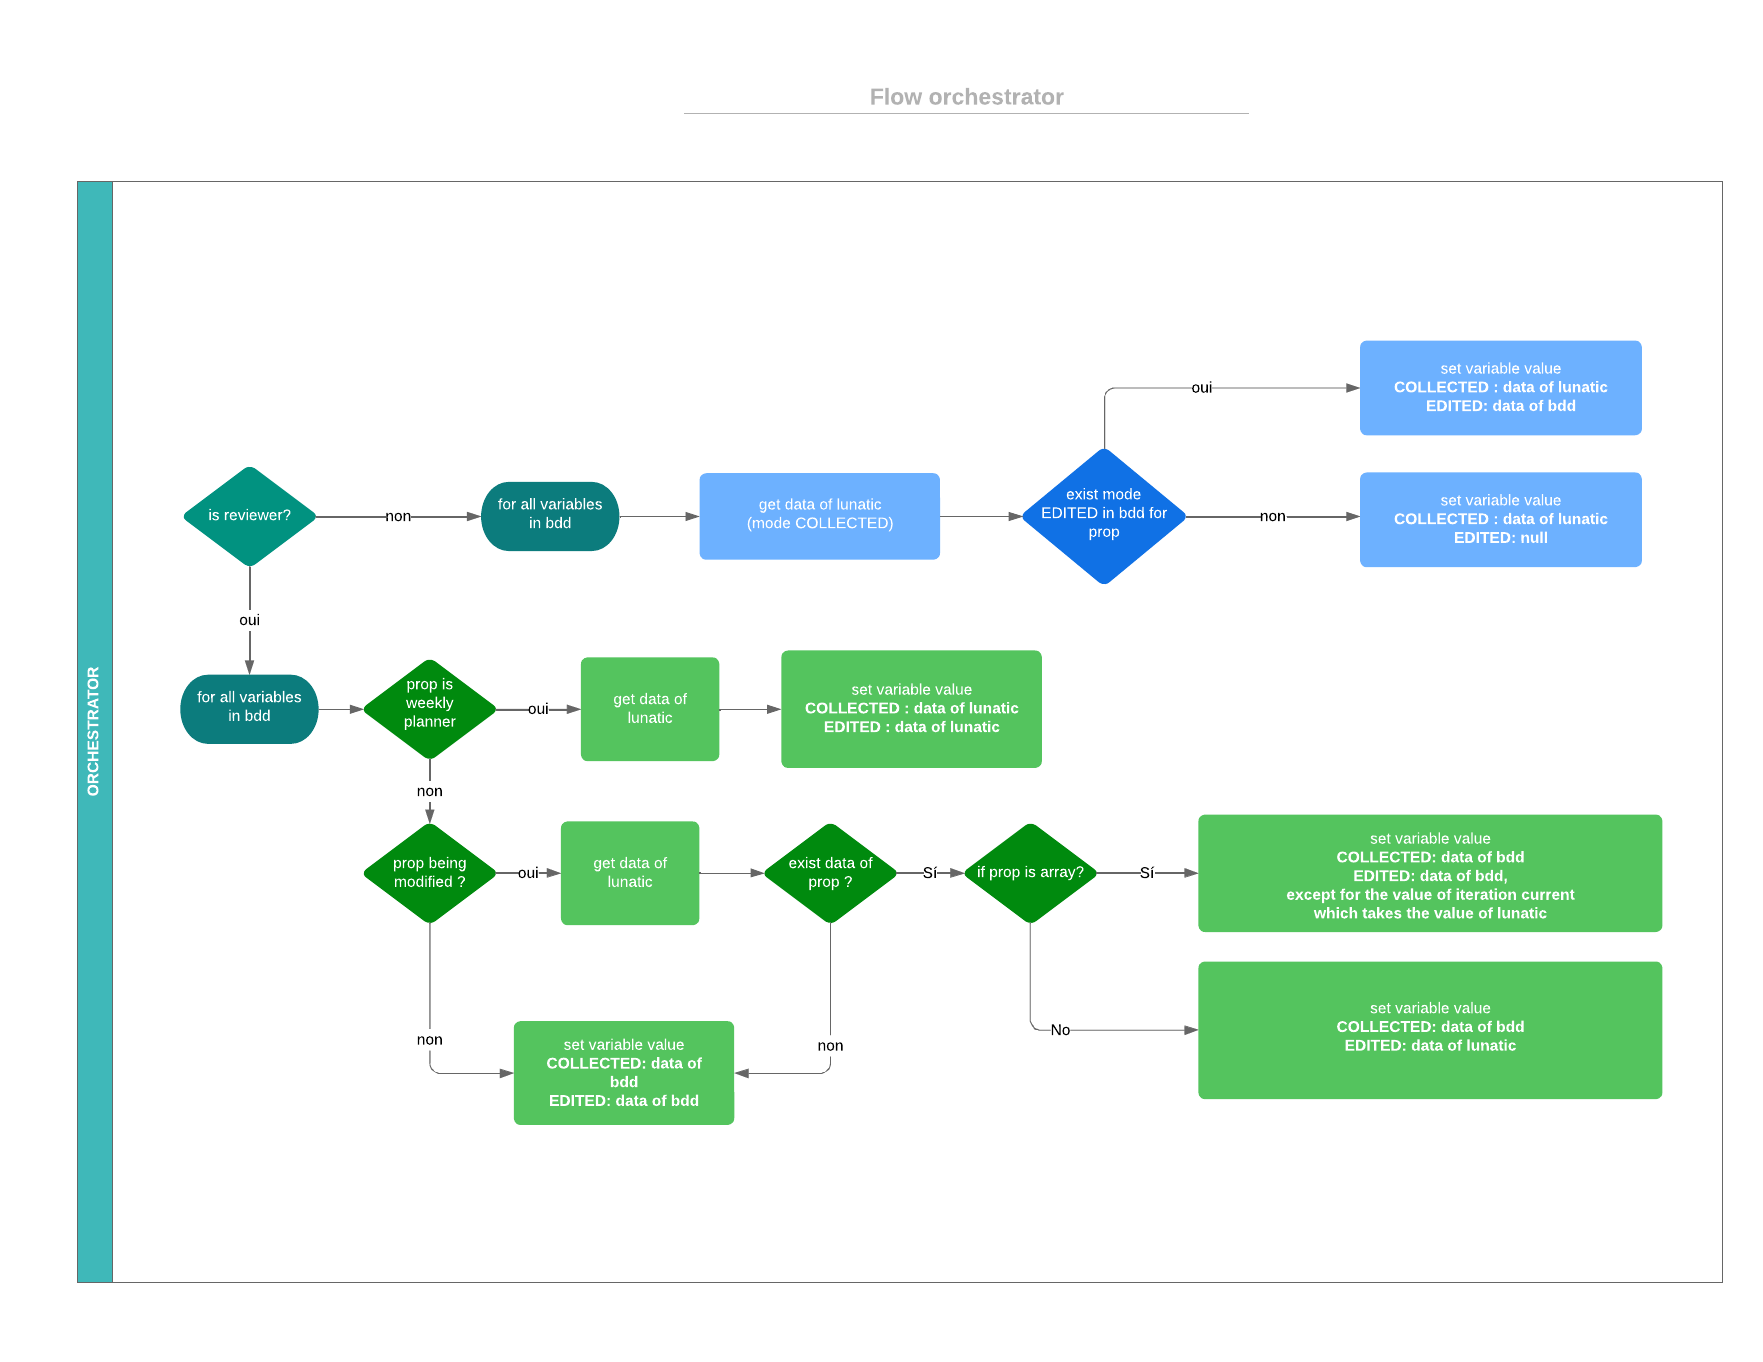 Flow orchestrator
ORCHESTRATOR
set variable value
COLLECTED : data of lunatic
EDITED: data of bdd
oui
is reviewer?
non
for all variables
in bdd
get data of lunatic
(mode COLLECTED)
exist mode
EDITED in bdd for
prop
non
set variable value
COLLECTED : data of lunatic
EDITED: null
oui
for all variables
in bdd
prop is
weekly
planner
oui
get data of
lunatic
set variable value
COLLECTED : data of lunatic
EDITED : data of lunatic
non
prop being
modified ?
oui
get data of
lunatic
exist data of
prop ?
Sí
if prop is array?
Sí
set variable value
COLLECTED: data of bdd
EDITED: data of bdd,
except for the value of iteration current
which takes the value of lunatic
non
set variable value
COLLECTED: data of
bdd
EDITED: data of bdd
non
No
set variable value
COLLECTED: data of bdd
EDITED: data of lunatic